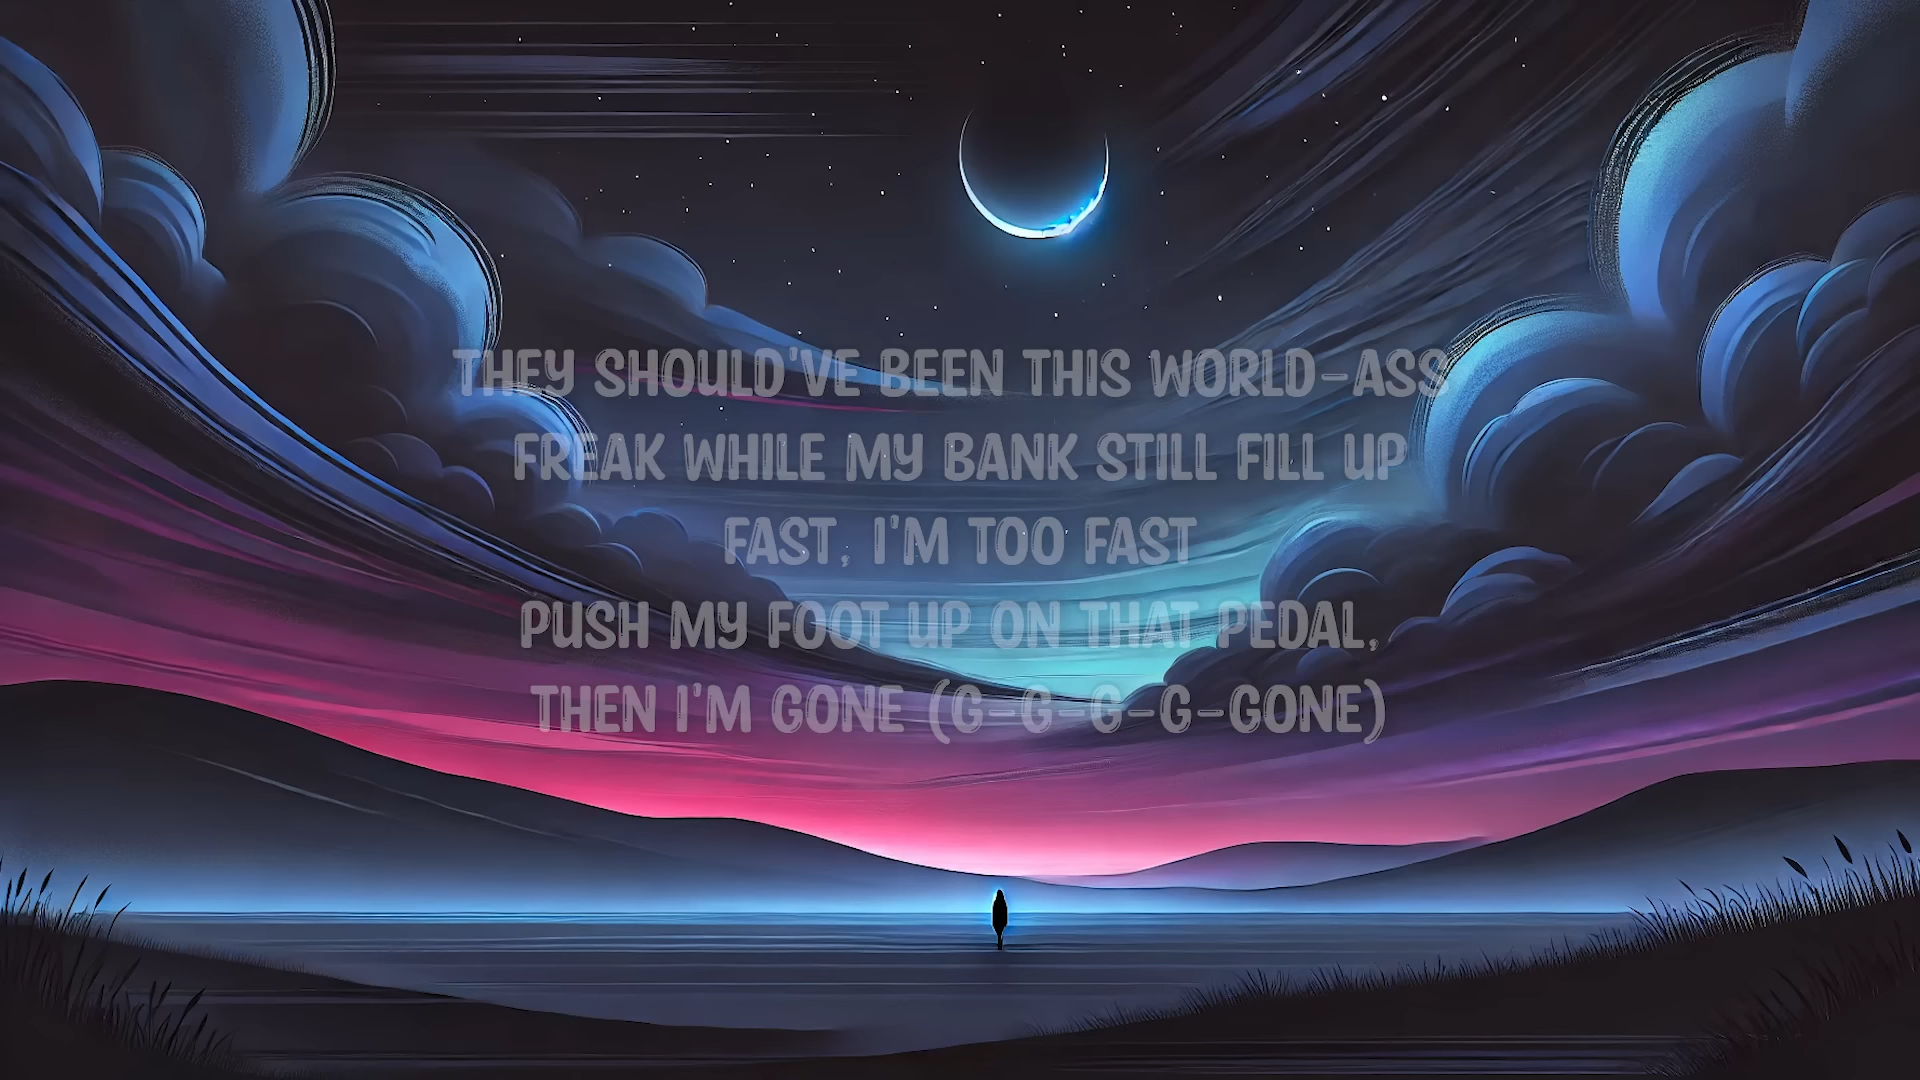 THEY SHOULD'VE BEEN THIS WORLD-ASS
FREAK WHILE MY BANK STILL FILL UP
FAST, I'M TOO FAST
PUSH MY FOOT UP ON THAT PEDAL,
THEN I'M GONE (G-G-G-G-GONE)